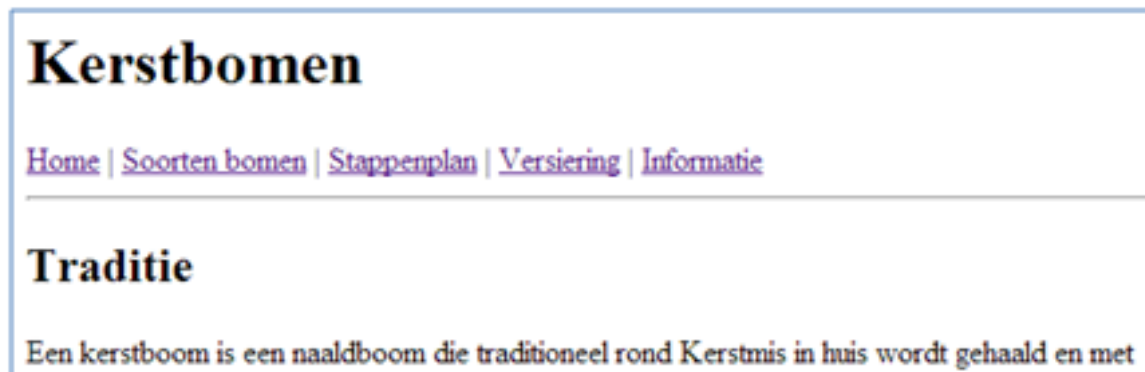 Kerstbomen
Home | Soorten bomen | Stappenplan | Versiering | Informatie
Traditie
Een kerstboom is een naaldboom die traditioneel rond Kerstmis in huis wordt gehaald en met